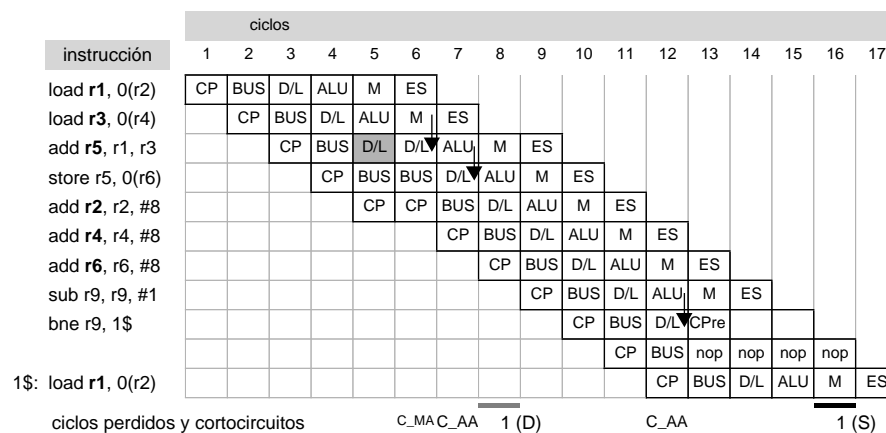 ciclos
instrucción 1 2 3 4 5 6 7 8 9 10 11 12 13 14 15 16 17
load r1, 0(r2) CP BUS D/L ALU M ES
load r3, 0(r4) CP BUS D/L ALU M ES
add r5, r1, r3 CP BUS D/L D/L ALU M ES
store r5, 0(r6) CP BUS BUS D/L ALU M ES
add r2, r2, #8 CP CP BUS D/L ALU M ES
add r4, r4, #8 CP BUS D/L ALU M ES
add r6, r6, #8 CP BUS D/L ALU M ES
sub r9, r9, #1 CP BUS D/L ALU M ES
bne r9, 1$ CP BUS D/L CPre
CP BUS nop nop nop nop
1$: load r1, 0(r2) CP BUS D/L ALU M ES
ciclos perdidos y cortocircuitos C_MA C_AA 1 (D) C_AA 1 (S)